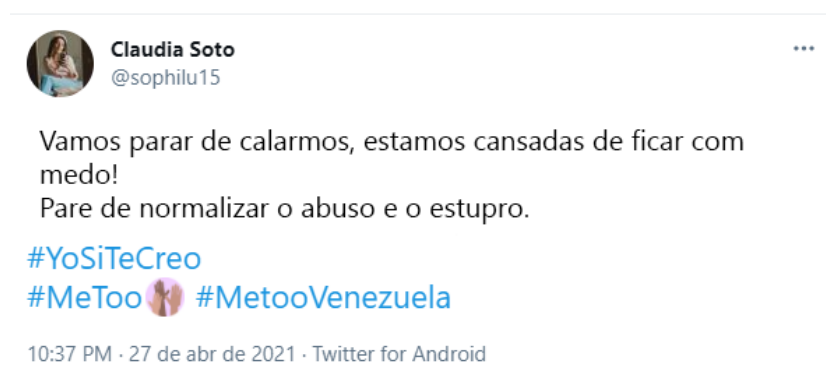 Claudia Soto
@sophilu15
Vamos parar de calarmos, estamos cansadas de ficar com
medo!
Pare de normalizar o abuso e o estupro.
#YoSiTeCreo
#MeToo #MetooVenezuela
10:37 PM · 27 de abr de 2021 · Twitter for Android